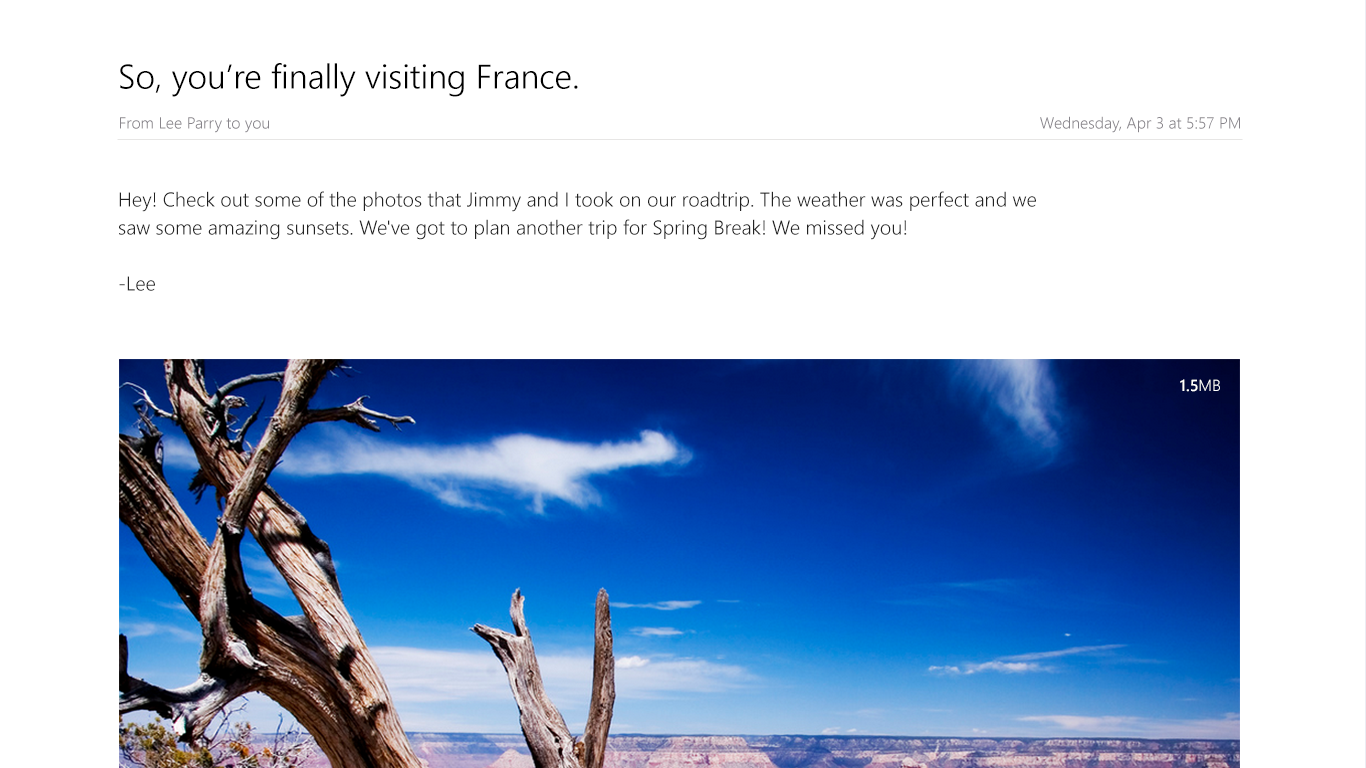 So, you’re finally visiting France.
From Lee Parry to you
Wednesday, Apr 3 at 5:57 PM
Hey! Check out some of the photos that Jimmy and I took on our roadtrip. The weather was perfect and we
saw some amazing sunsets. We've got to plan another trip for Spring Break! We missed you!
-Lee
1.5MB